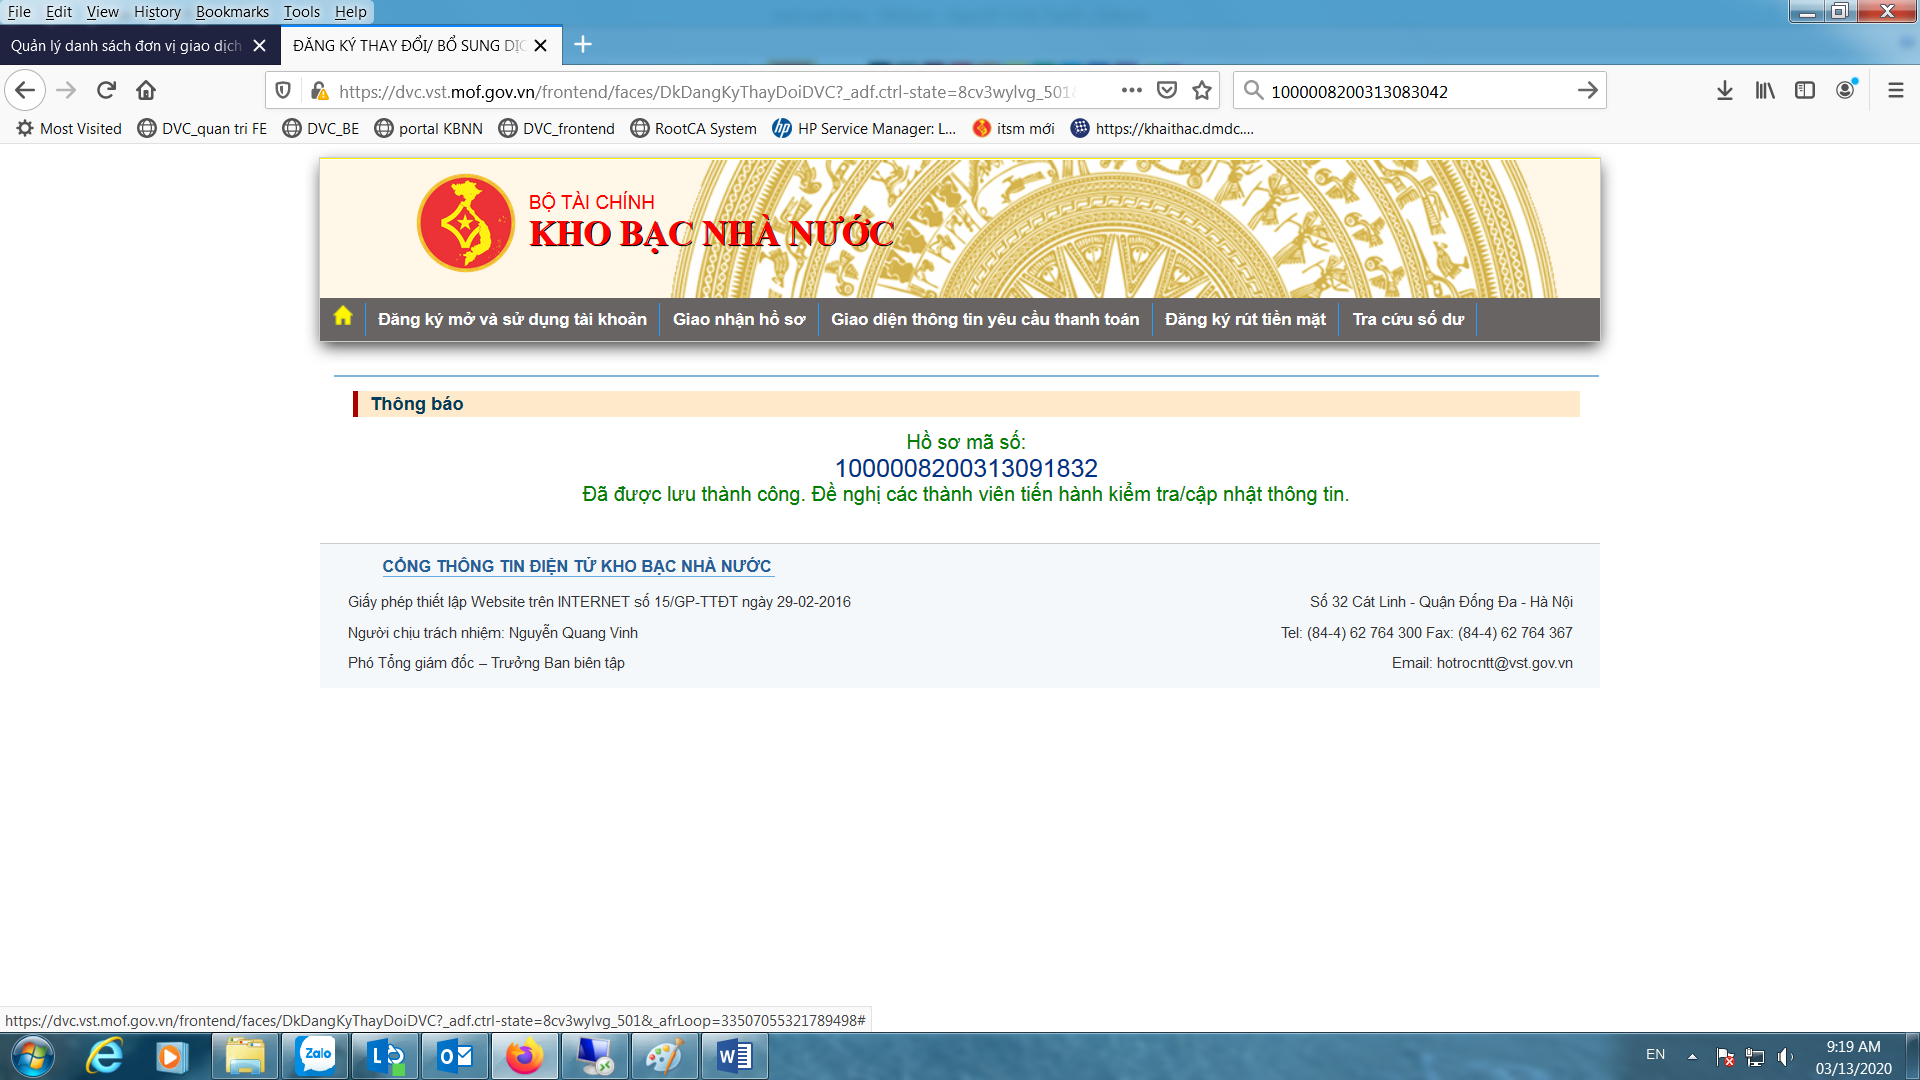 File Edit View History Bookmarks Tools Help
Quản lý danh sách đơn vị giao dịch
ĐĂNG KÝ THAY ĐỔI/ BỔ SUNG DỊC
https://dvc.vst.mof.gov.vn/frontend/faces/DkDangKyThayDoiDVC?_adf.ctrl-state=8cv3wylvg_501&
1000008200313083042
Most Visited DVC_quan tri FE DVC_BE portal KBNN DVC_frontend RootCA System HP Service Manager: L... itsm mới https://khaithac.dmdc....
BỘ TÀI CHÍNH
KHO BẠC NHÀ NƯỚC
Đăng ký mở và sử dụng tài khoản Giao nhận hồ sơ Giao diện thông tin yêu cầu thanh toán Đăng ký rút tiền mặt Tra cứu số dư
Thông báo
Hồ sơ mã số:
1000008200313091832
Đã được lưu thành công. Đề nghị các thành viên tiến hành kiểm tra/cập nhật thông tin.
CỔNG THÔNG TIN ĐIỆN TỬ KHO BẠC NHÀ NƯỚC
Giấy phép thiết lập Website trên INTERNET số 15/GP-TTĐT ngày 29-02-2016
Số 32 Cát Linh - Quận Đống Đa - Hà Nội
Người chịu trách nhiệm: Nguyễn Quang Vinh
Tel: (84-4) 62 764 300 Fax: (84-4) 62 764 367
Phó Tổng giám đốc – Trưởng Ban biên tập
Email: hotrocntt@vst.gov.vn
https://dvc.vst.mof.gov.vn/frontend/faces/DkDangKyThayDoiDVC?_adf.ctrl-state=8cv3wylvg_501&_afrLoop=33507055321789498#
Zalo
EN
9:19 AM
03/13/2020